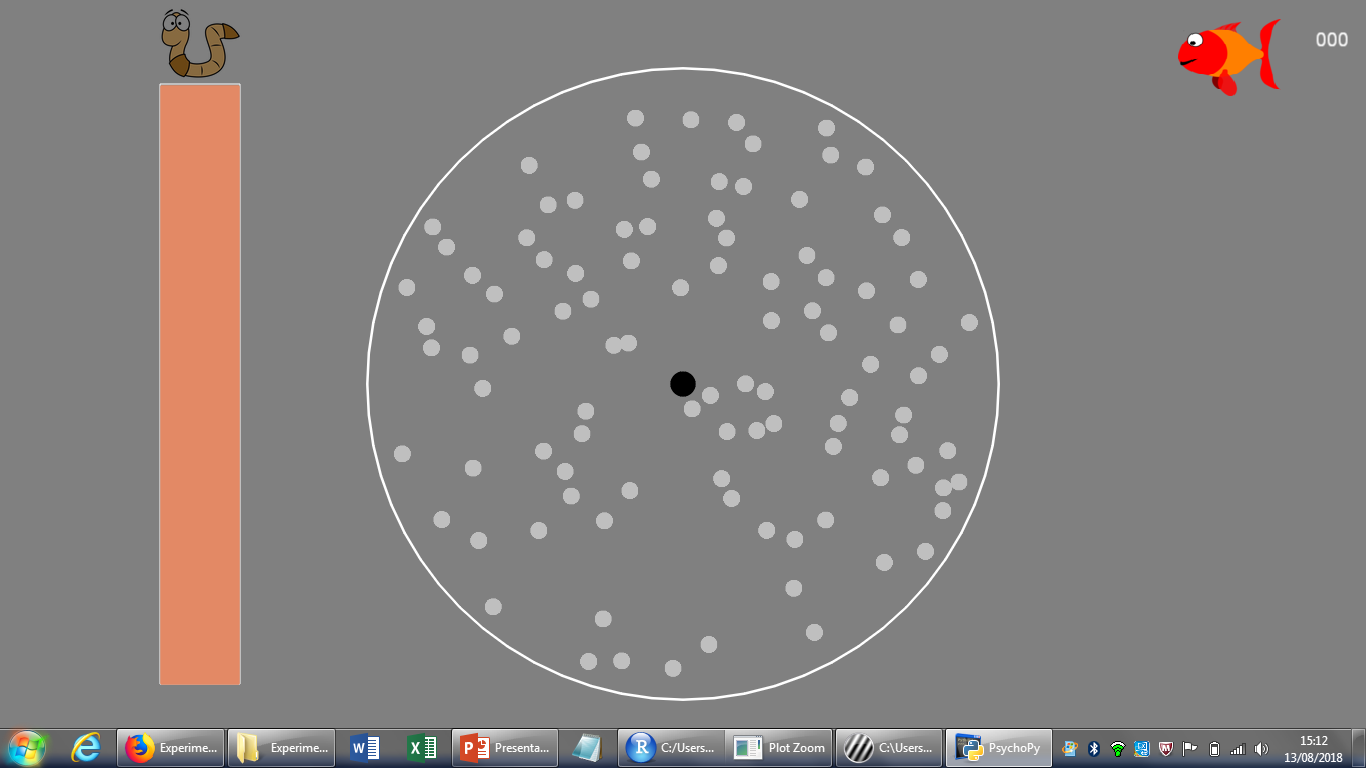 000
Experime...
Experime...
Presenta...
C:/Users...
Plot Zoom
C:\Users...
PsychoPy
15:12
13/08/2018